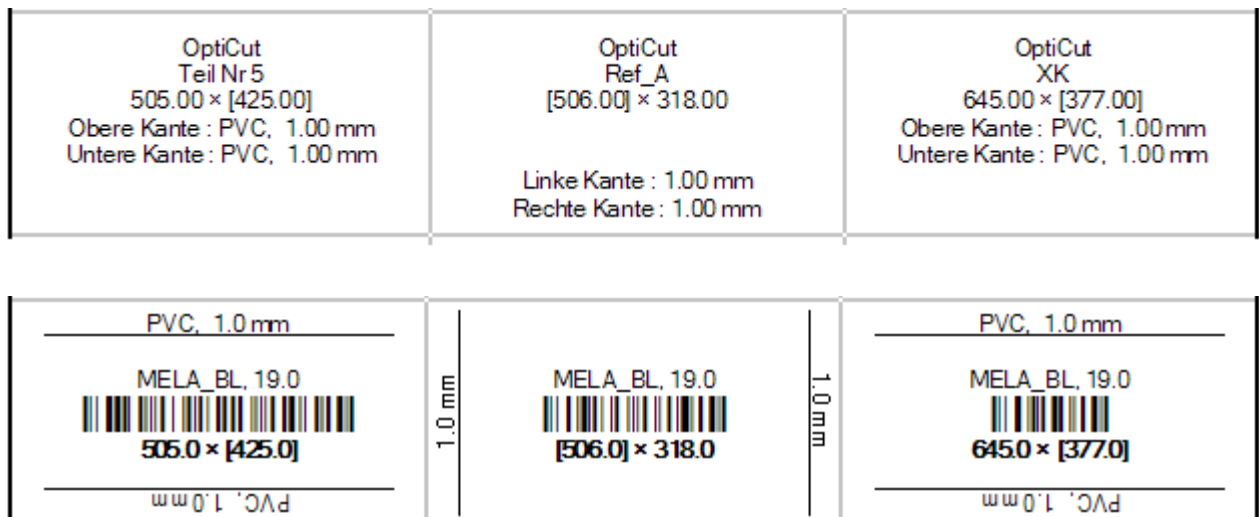 OptiCut
Teil Nr 5
505.00 × [425.00]
Obere Kante : PVC, 1.00 mm
Untere Kante : PVC, 1.00 mm
OptiCut
Ref_A
[506.00] × 318.00
Linke Kante : 1.00 mm
Rechte Kante : 1.00 mm
OptiCut
XK
645.00 × [377.00]
Obere Kante : PVC, 1.00 mm
Untere Kante : PVC, 1.00 mm
PVC, 1.0 mm
MELA_BL, 19.0
505.0 × [425.0]
PVC, 1.0 mm
1.0 mm
MELA_BL, 19.0
[506.0] × 318.0
1.0 mm
PVC, 1.0 mm
MELA_BL, 19.0
645.0 × [377.0]
PVC, 1.0 mm